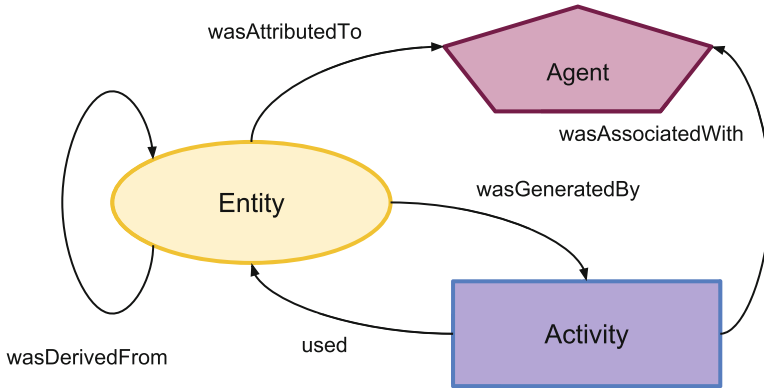 wasAttributedTo
Agent
wasAssociatedWith
wasGeneratedBy
Entity
Activity
used
wasDerivedFrom